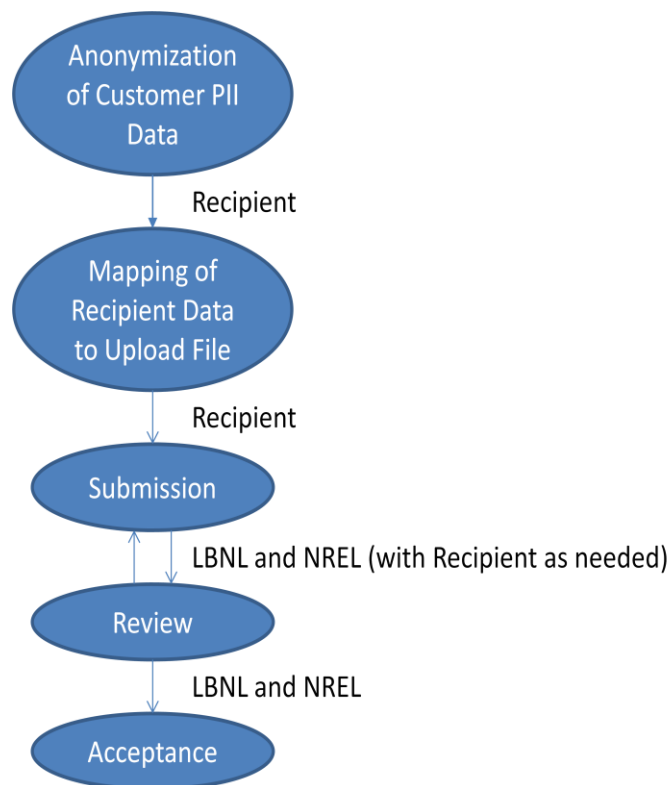 Anonymization
of Customer PII
Data
Recipient
Mapping of
Recipient Data
to Upload File
Recipient
Submission
LBNL and NREL (with Recipient as needed)
Review
LBNL and NREL
Acceptance